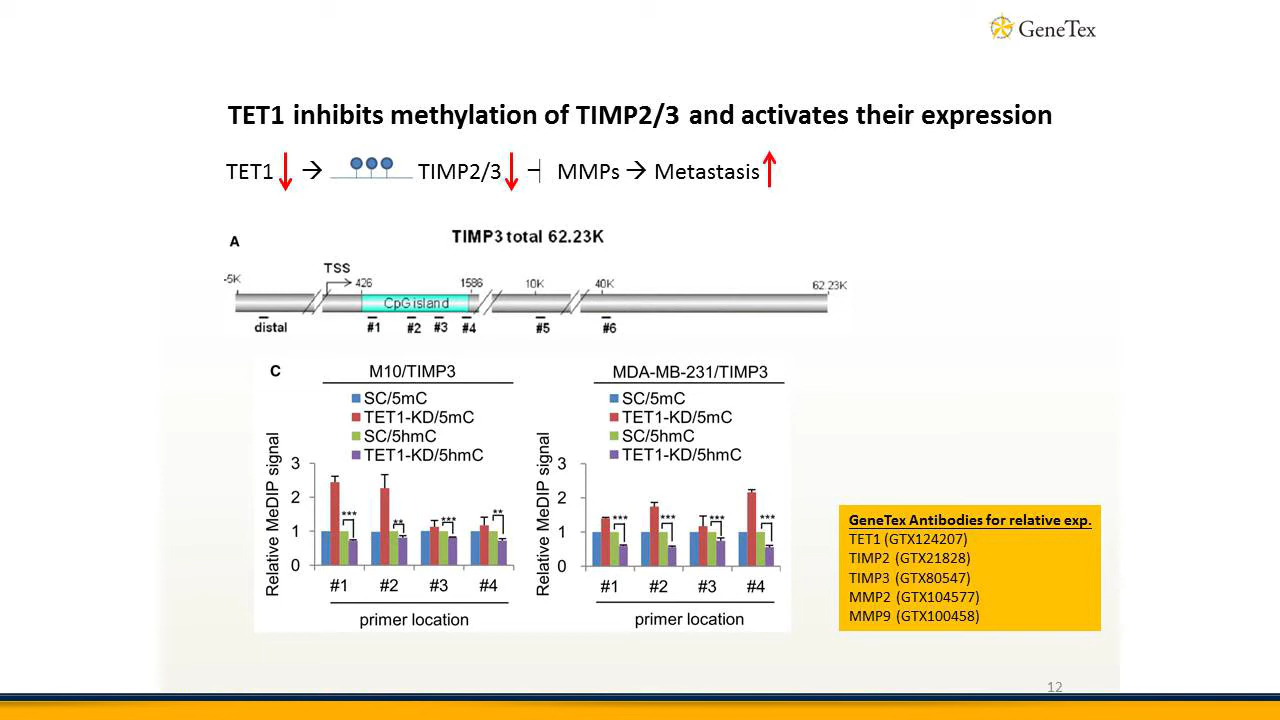 GeneTex
TET1 inhibits methylation of TIMP2/3 and activates their expression
TET1 → TIMP2/3 ⊣ MMPs → Metastasis
A
TIMP3 total 62.23K
TSS
-5K 426 1586 10K 40K 62.23K
CpG island
distal #1 #2 #3 #4 #5 #6
C
M10/TIMP3
SC/5mC
TET1-KD/5mC
SC/5hmC
TET1-KD/5hmC
Relative MeDIP signal
3
2
1
0
*** ** *** **
#1 #2 #3 #4
primer location
MDA-MB-231/TIMP3
SC/5mC
TET1-KD/5mC
SC/5hmC
TET1-KD/5hmC
Relative MeDIP signal
3
2
1
0
*** *** *** ***
#1 #2 #3 #4
primer location
GeneTex Antibodies for relative exp.
TET1 (GTX124207)
TIMP2 (GTX21828)
TIMP3 (GTX80547)
MMP2 (GTX104577)
MMP9 (GTX100458)
12